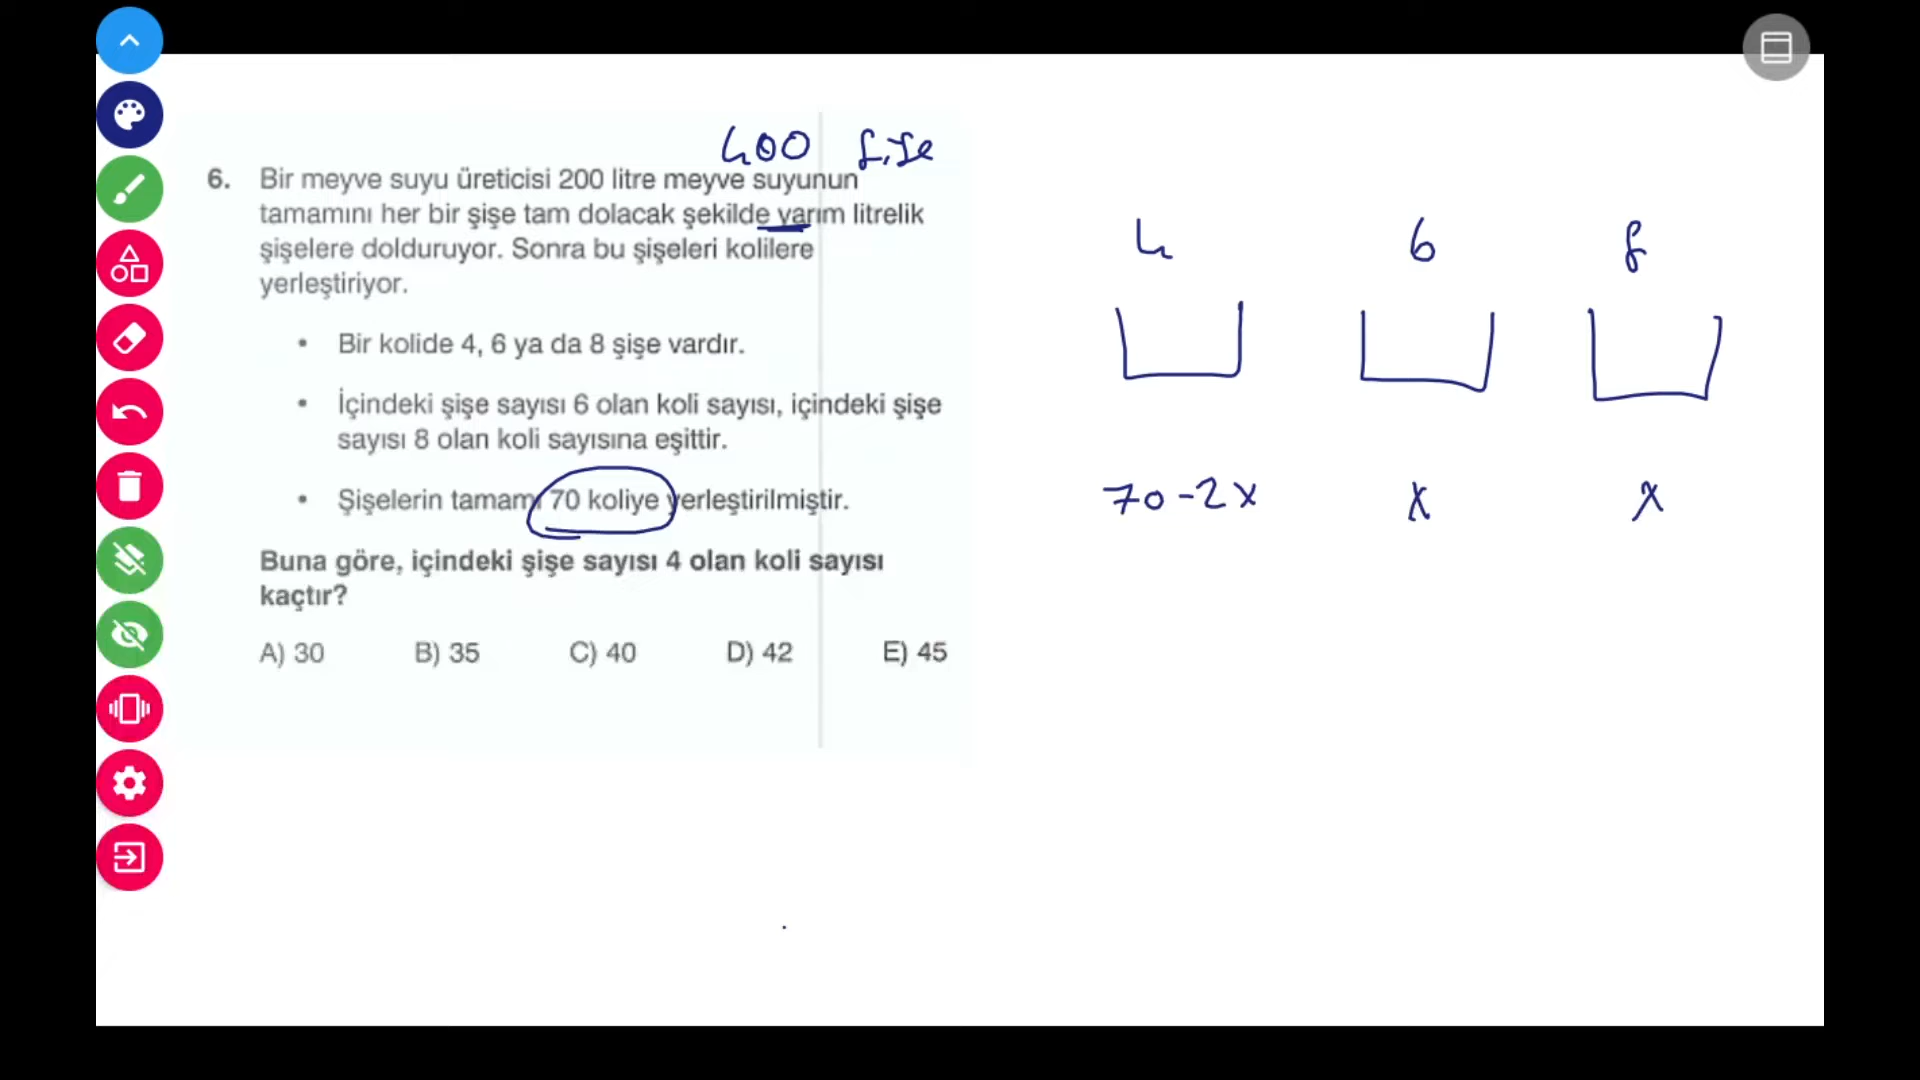 400 şişe
6. Bir meyve suyu üreticisi 200 litre meyve suyunun
tamamını her bir şişe tam dolacak şekilde yarım litrelik
şişelere dolduruyor. Sonra bu şişeleri kolilere
yerleştiriyor.
• Bir kolide 4, 6 ya da 8 şişe vardır.
• İçindeki şişe sayısı 6 olan koli sayısı, içindeki şişe
sayısı 8 olan koli sayısına eşittir.
• Şişelerin tamamı 70 koliye yerleştirilmiştir.
Buna göre, içindeki şişe sayısı 4 olan koli sayısı
kaçtır?
A) 30 B) 35 C) 40 D) 42 E) 45
4 6 8
70-2x x x